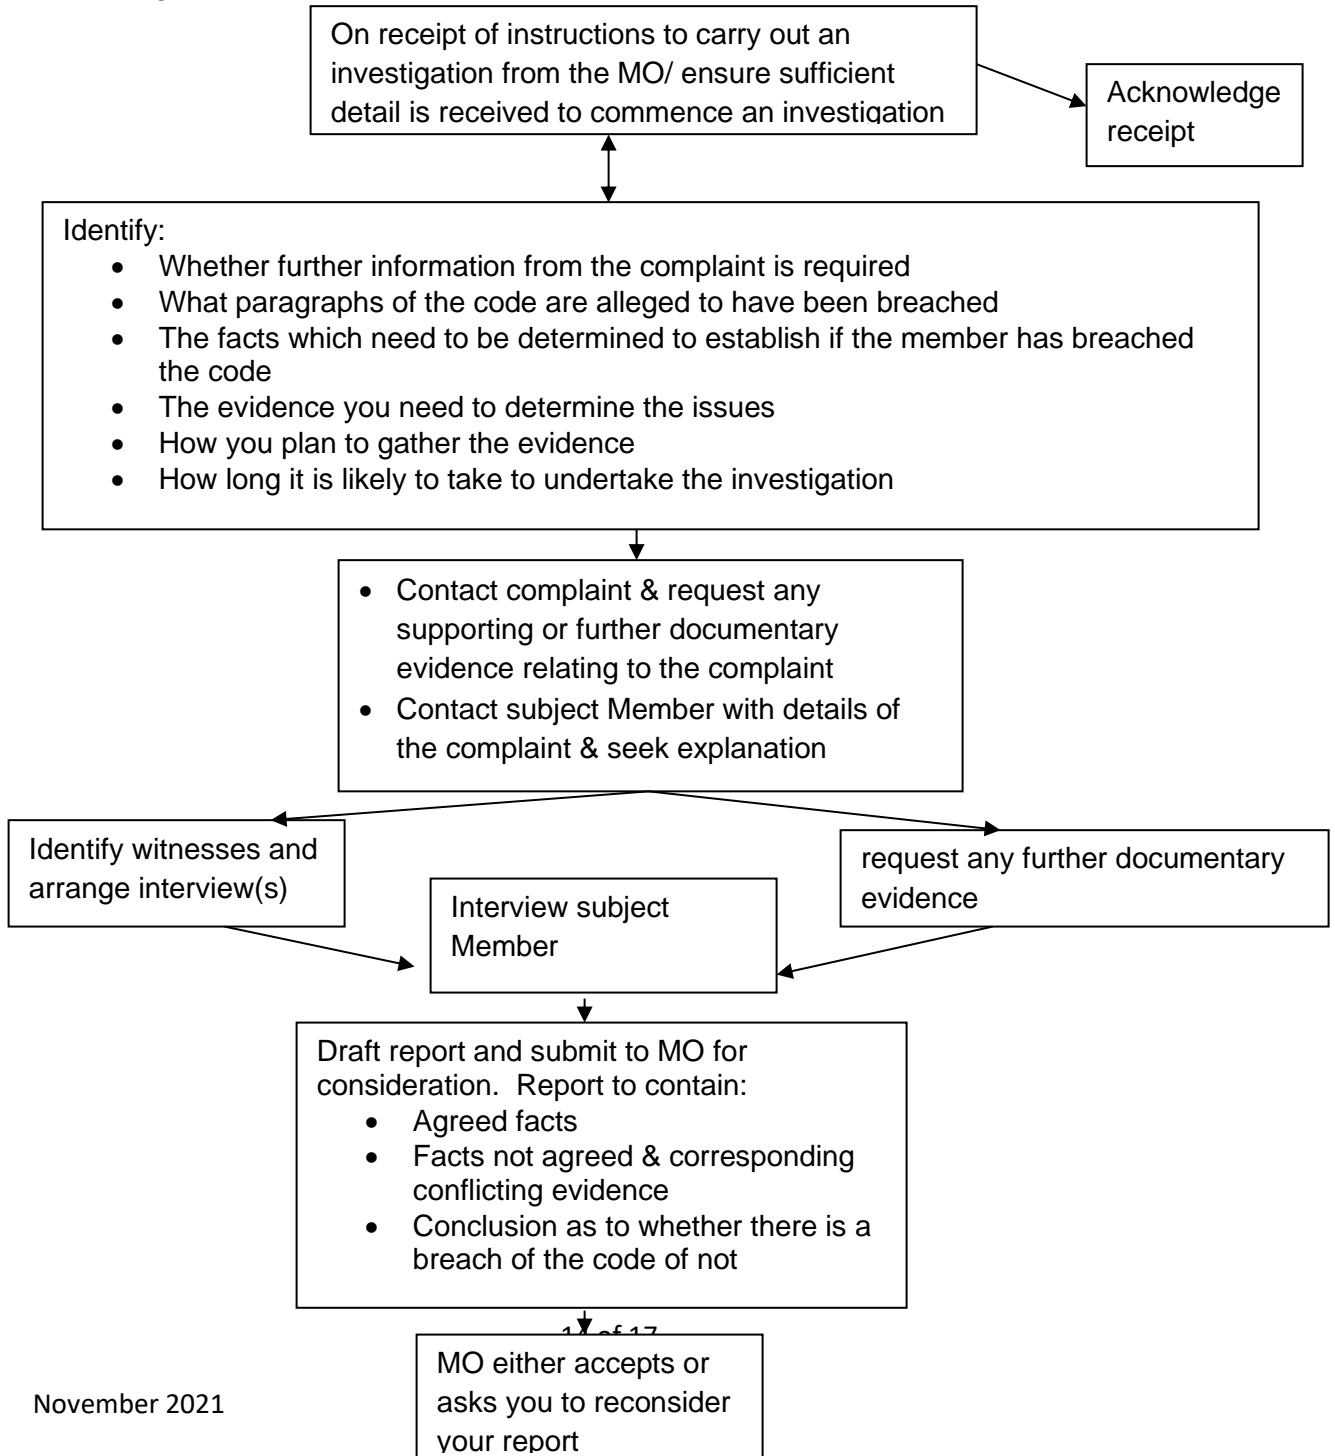 On receipt of instructions to carry out an
investigation from the MO/ ensure sufficient
detail is received to commence an investigation
Acknowledge
receipt
Identify:
• Whether further information from the complaint is required
• What paragraphs of the code are alleged to have been breached
• The facts which need to be determined to establish if the member has breached
the code
• The evidence you need to determine the issues
• How you plan to gather the evidence
• How long it is likely to take to undertake the investigation
• Contact complaint & request any
supporting or further documentary
evidence relating to the complaint
• Contact subject Member with details of
the complaint & seek explanation
Identify witnesses and
arrange interview(s)
request any further documentary
evidence
Interview subject
Member
Draft report and submit to MO for
consideration.  Report to contain:
• Agreed facts
• Facts not agreed & corresponding
conflicting evidence
• Conclusion as to whether there is a
breach of the code of not
14 of 17
MO either accepts or
asks you to reconsider
your report
November 2021